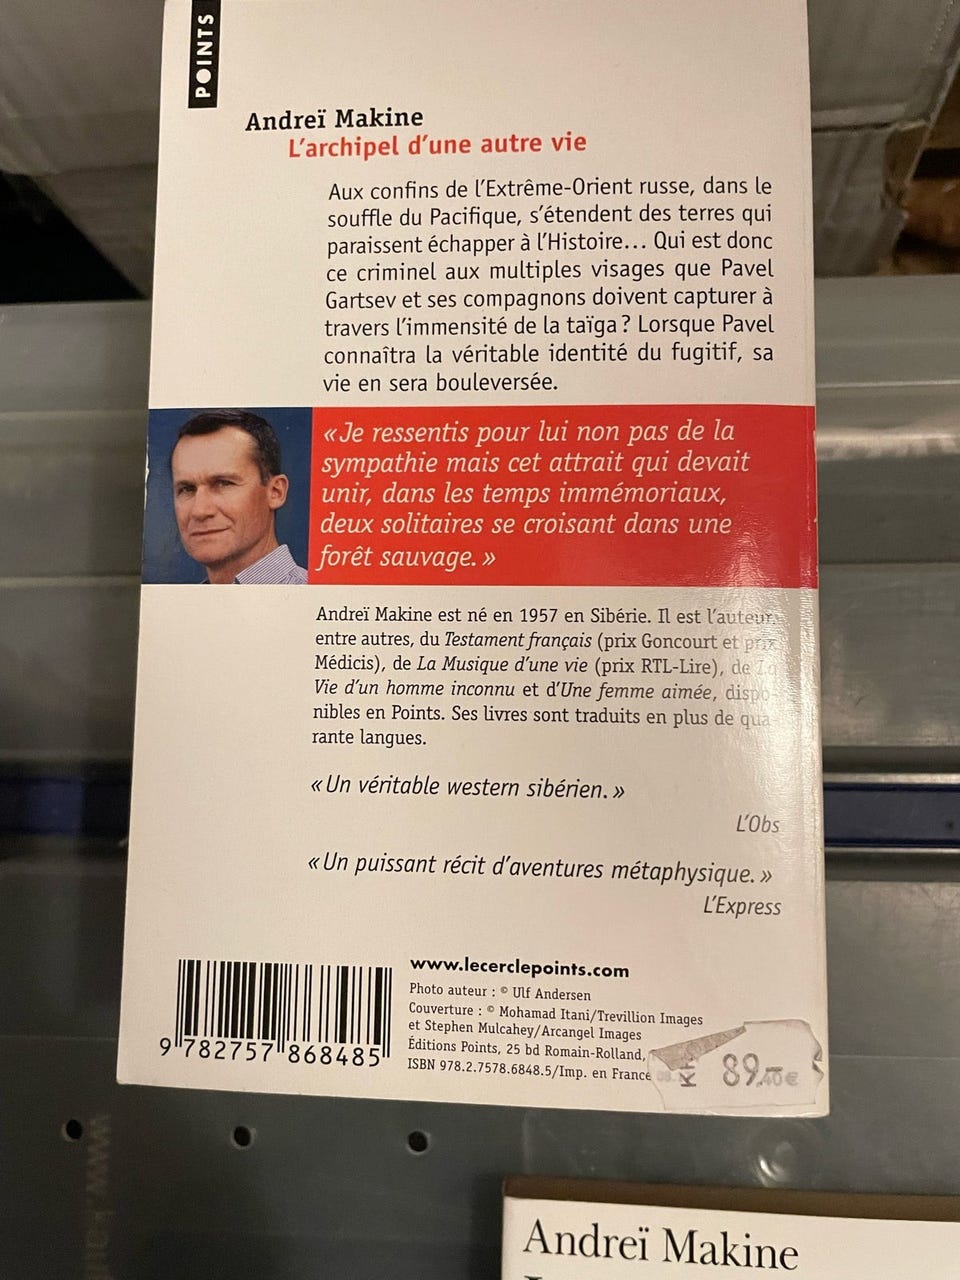 POINTS
Andreï Makine
L'archipel d'une autre vie
Aux confins de l'Extrême-Orient russe, dans le
souffle du Pacifique, s'étendent des terres qui
paraissent échapper à l'Histoire… Qui est donc
ce criminel aux multiples visages que Pavel
Gartsev et ses compagnons doivent capturer à
travers l'immensité de la taïga ? Lorsque Pavel
connaîtra la véritable identité du fugitif, sa
vie en sera bouleversée.
« Je ressentis pour lui non pas de la
sympathie mais cet attrait qui devait
unir, dans les temps immémoriaux,
deux solitaires se croisant dans une
forêt sauvage. »
Andreï Makine est né en 1957 en Sibérie. Il est l'auteur,
entre autres, du Testament français (prix Goncourt et prix
Médicis), de La Musique d'une vie (prix RTL-Lire), de La
Vie d'un homme inconnu et d'Une femme aimée, dispo-
nibles en Points. Ses livres sont traduits en plus de qua-
rante langues.
« Un véritable western sibérien. »
L'Obs
« Un puissant récit d'aventures métaphysique. »
L'Express
www.lecerclepoints.com
Photo auteur : © Ulf Andersen
Couverture : © Mohamad Itani/Trevillion Images
et Stephen Mulcahey/Arcangel Images
Éditions Points, 25 bd Romain-Rolland,
ISBN 978.2.7578.6848.5/Imp. en France
9 782757 868485
Kr. 89,-
Andreï Makine